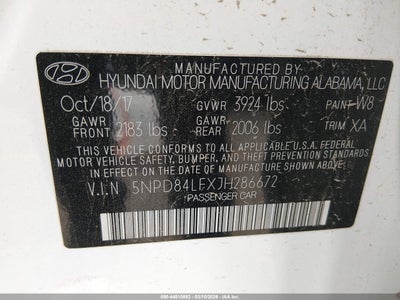 MANUFACTURED BY
HYUNDAI MOTOR MANUFACTURING ALABAMA, LLC
Oct/18/17 GVWR 3924 lbs PAINT W8
GAWR FRONT 2183 lbs GAWR REAR 2006 lbs TRIM XA
THIS VEHICLE CONFORMS TO ALL APPLICABLE U.S.A. FEDERAL
MOTOR VEHICLE SAFETY, BUMPER, AND THEFT PREVENTION
STANDARDS IN EFFECT ON THE DATE OF MANUFACTURE SHOWN ABOVE.
V.I.N 5NPD84LFXJH286672
PASSENGER CAR